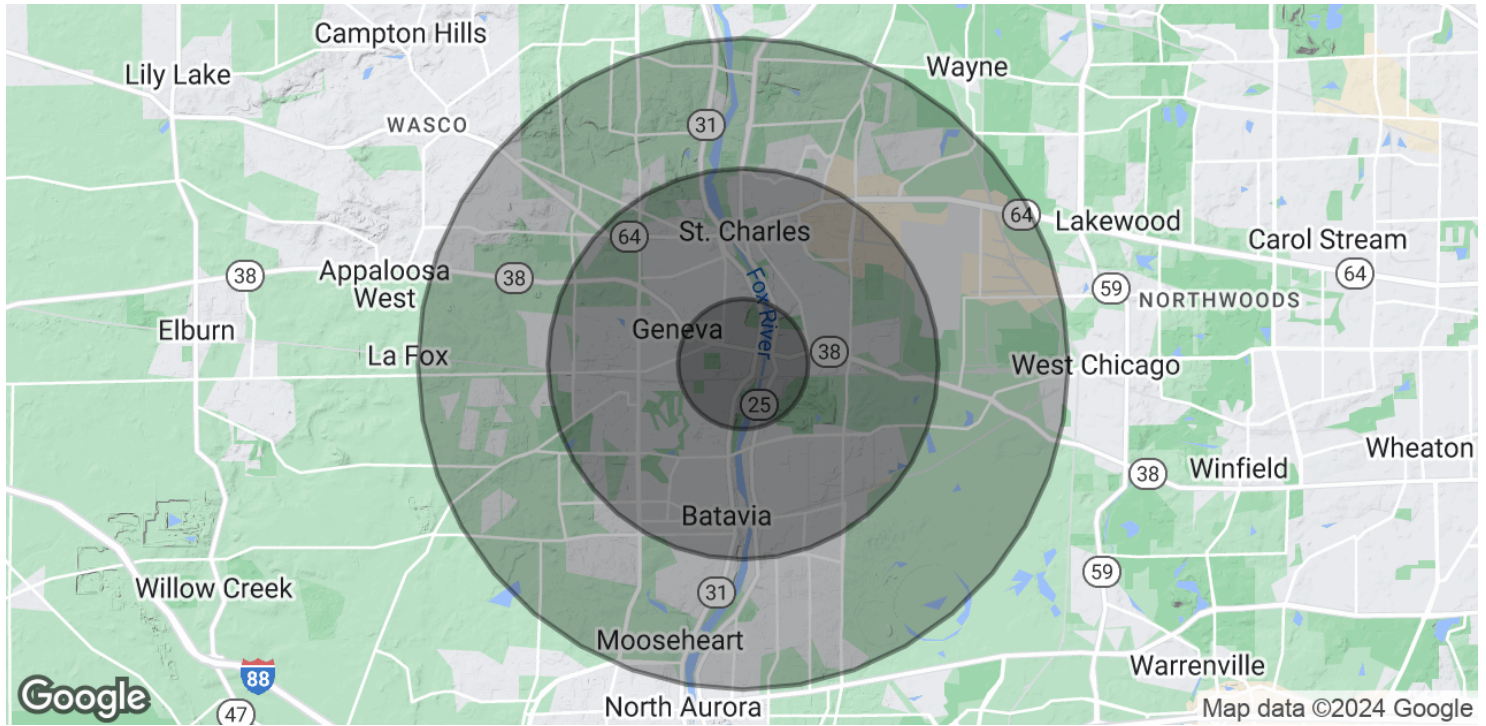 Campton Hills
Lily Lake
Wayne
WASCO
31
64
Lakewood
St. Charles
64
Carol Stream
64
Appaloosa
West
38
38
59
NORTHWOODS
Fox River
Elburn
Geneva
La Fox
38
West Chicago
25
Wheaton
38
Winfield
Batavia
59
Willow Creek
31
Mooseheart
88
Warrenville
Google
47
North Aurora
Map data ©2024 Google